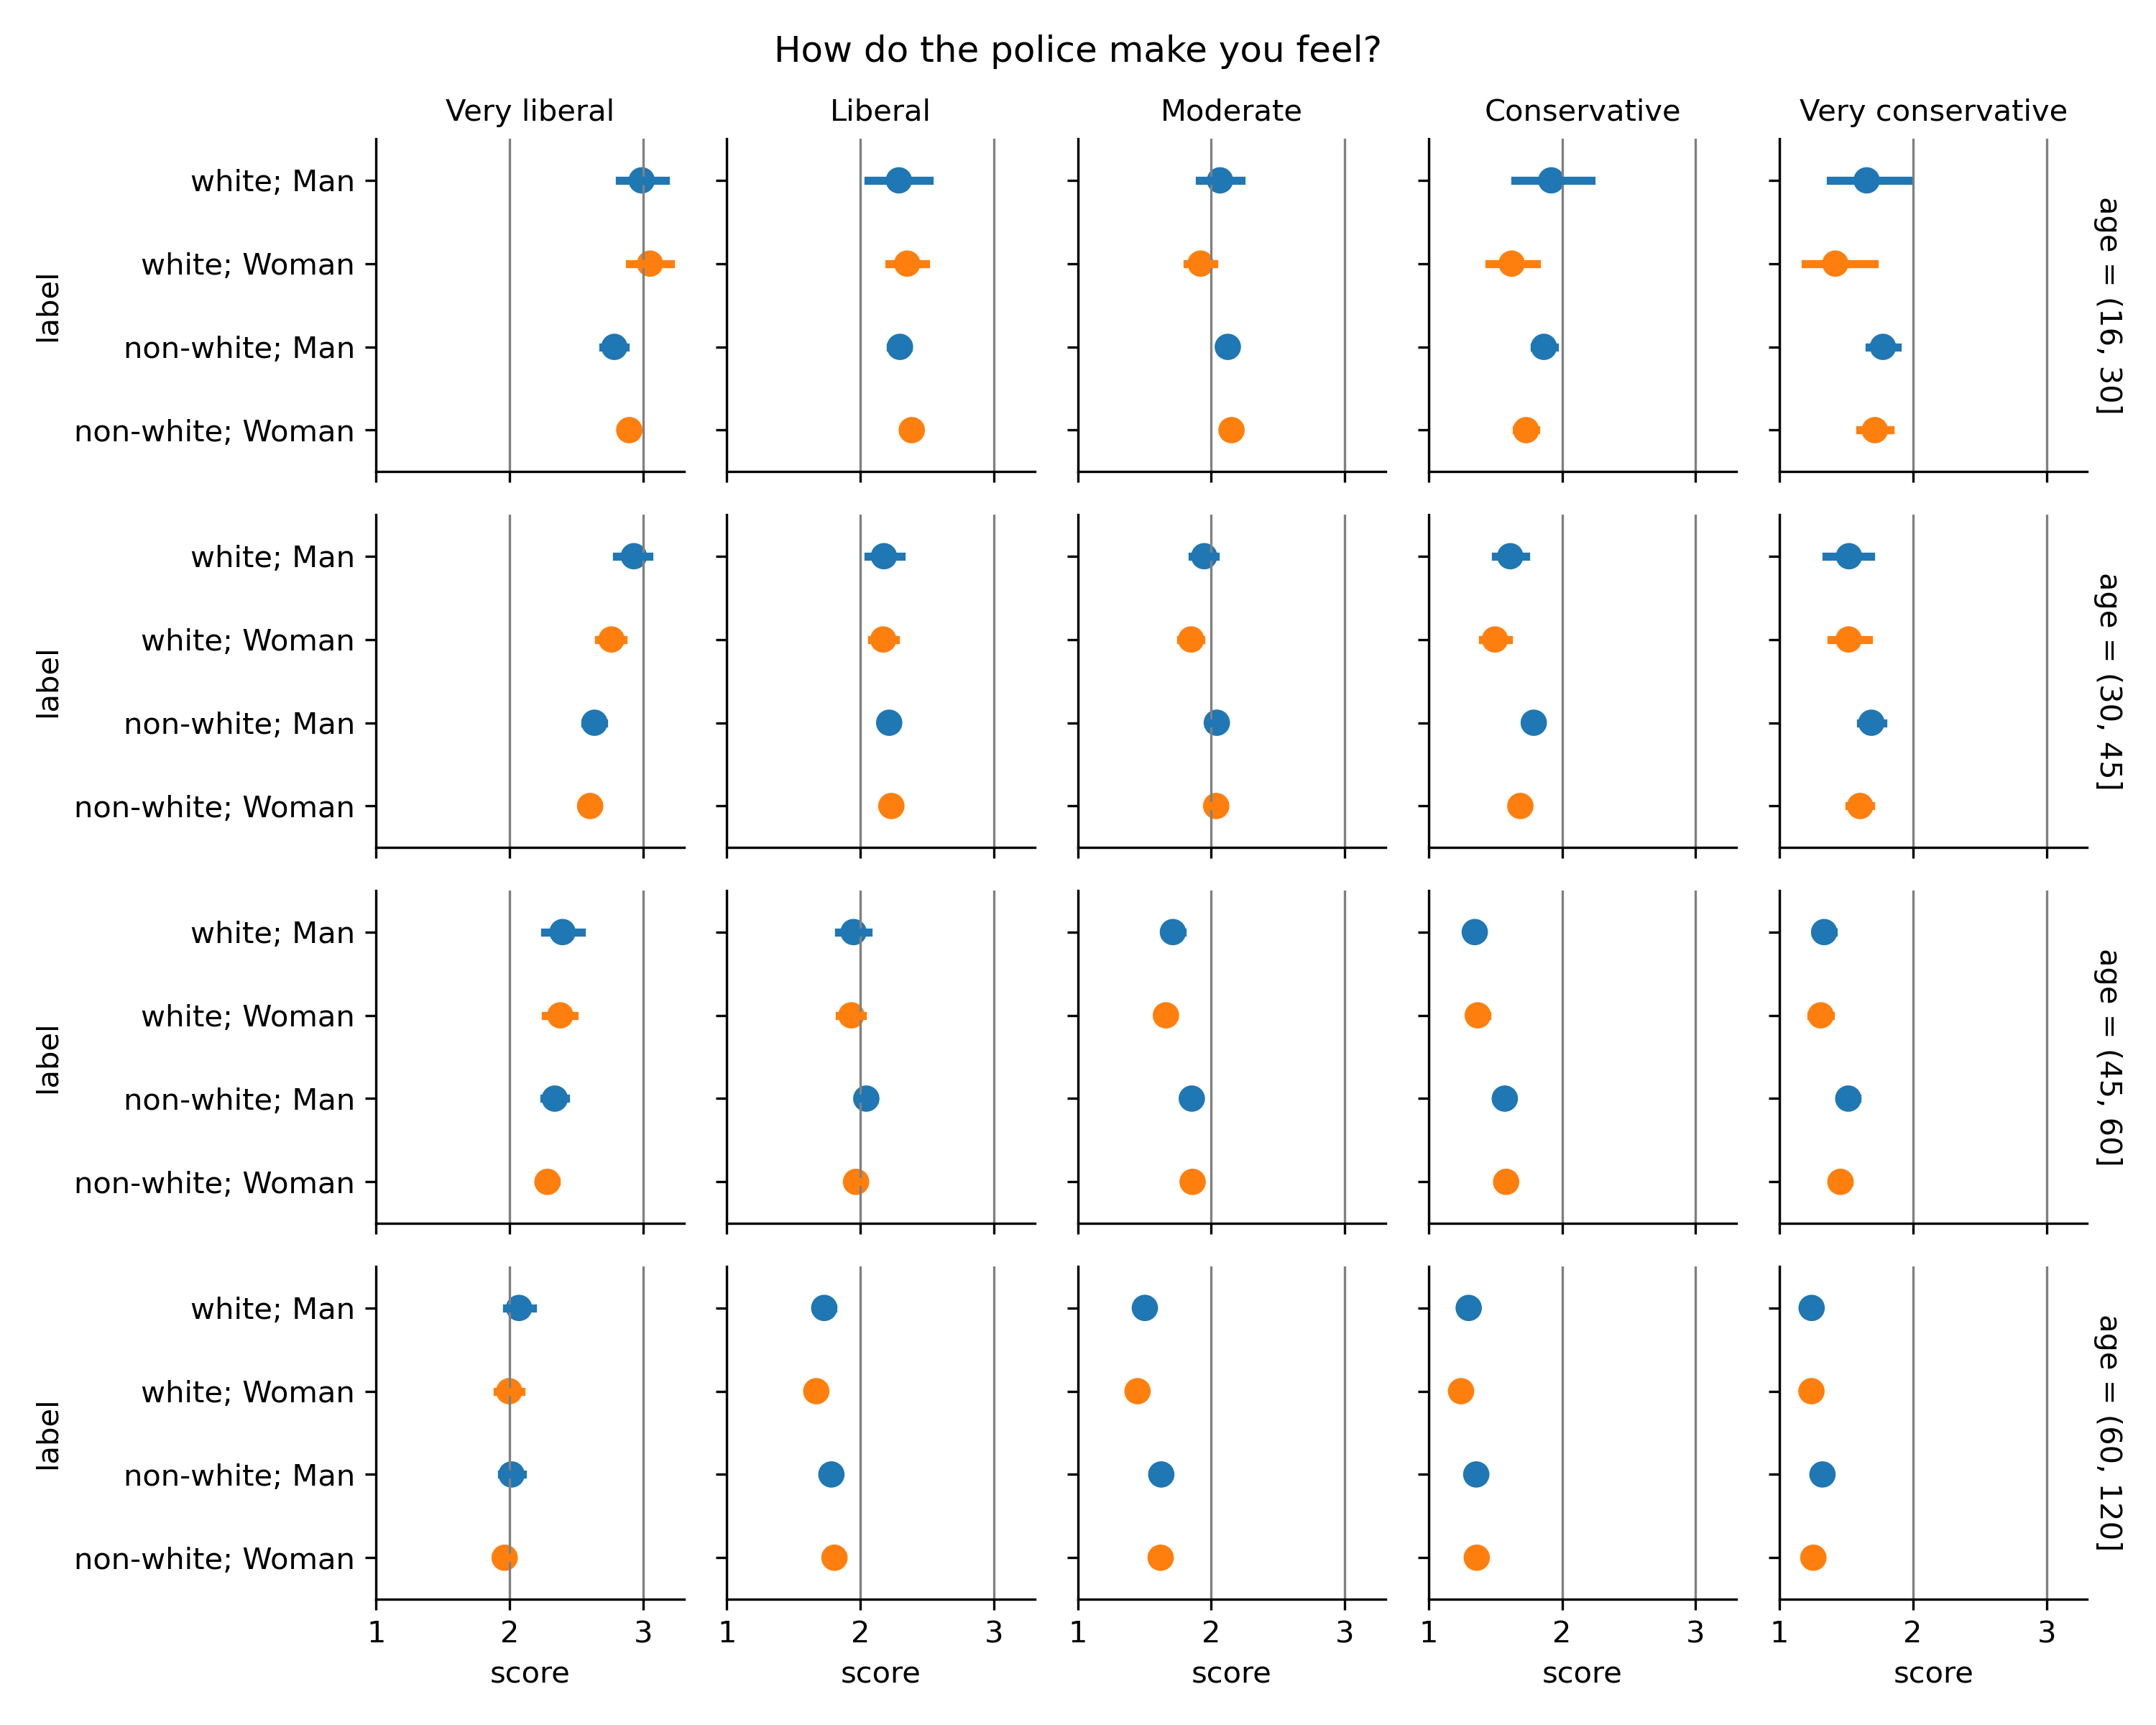 How do the police make you feel?
Very liberal
Liberal
Moderate
Conservative
Very conservative
label
white; Man
white; Woman
non-white; Man
non-white; Woman
age = (16, 30]
label
white; Man
white; Woman
non-white; Man
non-white; Woman
age = (30, 45]
label
white; Man
white; Woman
non-white; Man
non-white; Woman
age = (45, 60]
label
white; Man
white; Woman
non-white; Man
non-white; Woman
age = (60, 120]
1 2 3
1 2 3
1 2 3
1 2 3
1 2 3
score
score
score
score
score